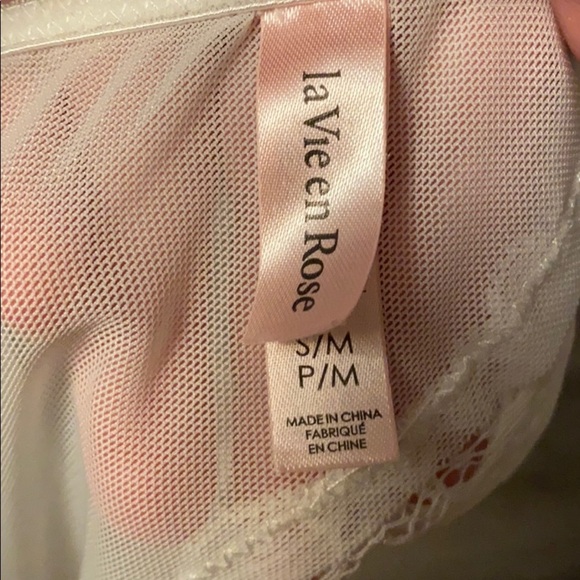 la Vie en Rose
S/M
P/M
MADE IN CHINA
FABRIQUÉ
EN CHINE